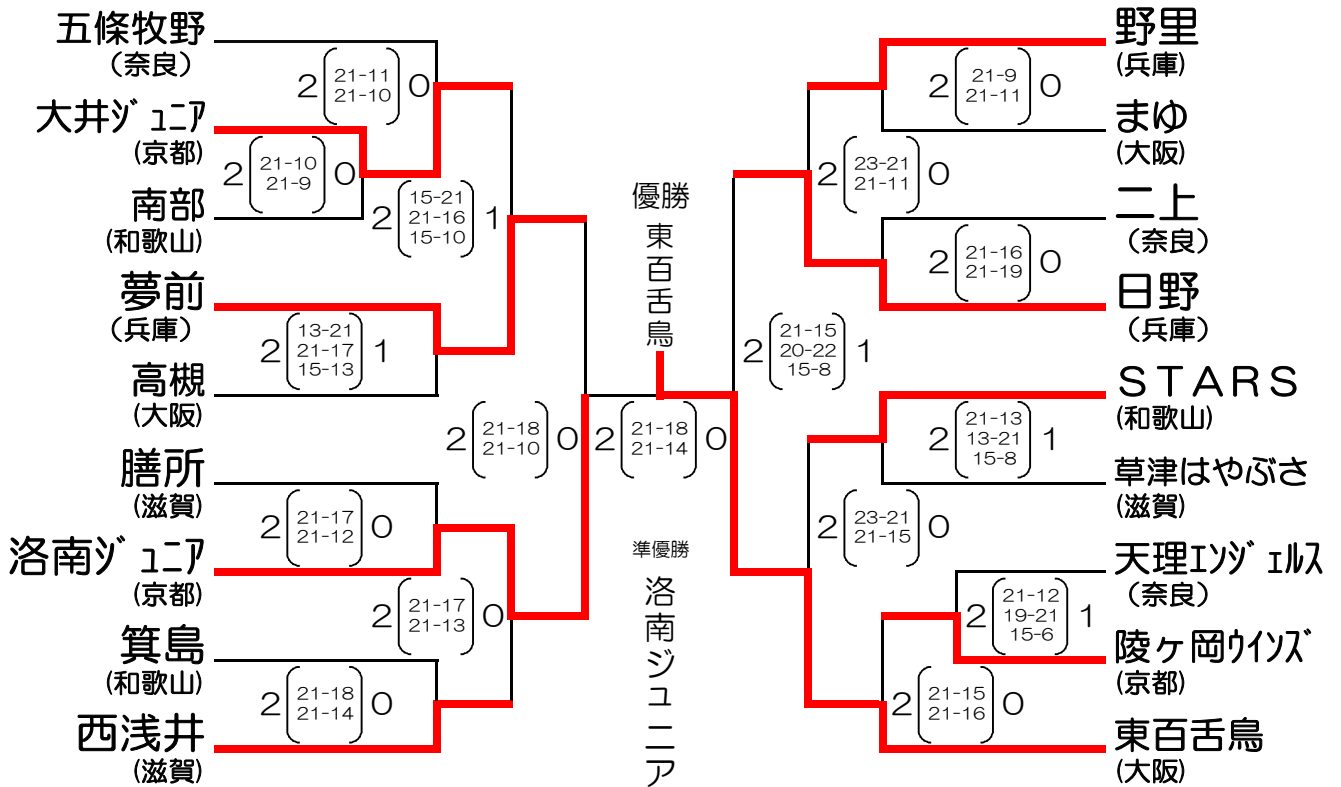 五條牧野
（奈良）
大井ｼﾞｭﾆｱ
(京都)
南部
(和歌山)
夢前
（兵庫）
高槻
(大阪)
膳所
(滋賀)
洛南ｼﾞｭﾆｱ
(京都)
箕島
(和歌山)
西浅井
(滋賀)
2 21-11 0
21-10
2 21-10 0
21-9
2 15-21 1
21-16
15-10
2 13-21 1
21-17
15-13
2 21-18 0
21-10
2 21-17 0
21-12
2 21-17 0
21-13
2 21-18 0
21-14
優勝
東百舌鳥
2 21-18 0
21-14
準優勝
洛南ジュニア
2 21-9 0
21-11
2 23-21 0
21-11
2 21-16 0
21-19
2 21-15 1
20-22
15-8
2 21-13 1
13-21
15-8
2 23-21 0
21-15
2 21-12 1
19-21
15-6
2 21-15 0
21-16
野里
(兵庫)
まゆ
(大阪)
二上
（奈良）
日野
（兵庫）
ＳＴＡＲＳ
(和歌山)
草津はやぶさ
(滋賀)
天理ｴﾝｼﾞｪﾙｽ
（奈良）
陵ヶ岡ｳｲﾝｽﾞ
(京都)
東百舌鳥
(大阪)